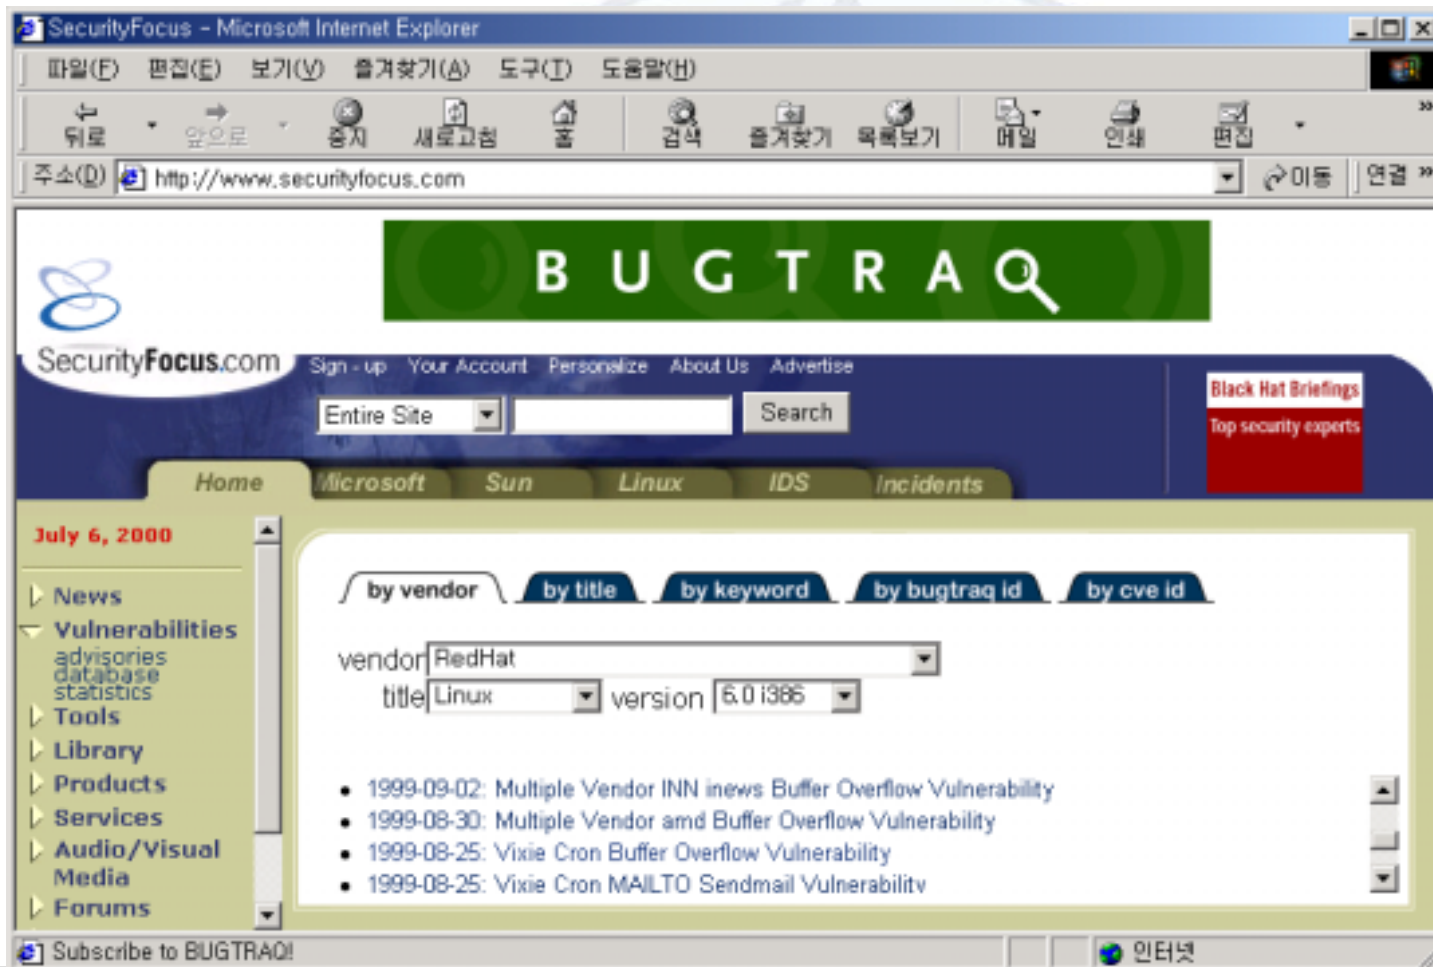 SecurityFocus - Microsoft Internet Explorer
파일(F) 편집(E) 보기(V) 즐겨찾기(A) 도구(T) 도움말(H)
뒤로 앞으로 중지 새로고침 홈 검색 즐겨찾기 목록보기 메일 인쇄 편집
주소(D) http://www.securityfocus.com 이동 연결
BUGTRAQ
SecurityFocus.com
Sign - up Your Account Personalize About Us Advertise
Entire Site Search
Black Hat Briefings
Top security experts
Home Microsoft Sun Linux IDS Incidents
July 6, 2000
News
Vulnerabilities
advisories
database
statistics
Tools
Library
Products
Services
Audio/Visual
Media
Forums
by vendor by title by keyword by bugtraq id by cve id
vendor RedHat
title Linux version 6.0 i386
1999-09-02: Multiple Vendor INN inews Buffer Overflow Vulnerability
1999-08-30: Multiple Vendor amd Buffer Overflow Vulnerability
1999-08-25: Vixie Cron Buffer Overflow Vulnerability
1999-08-25: Vixie Cron MAILTO Sendmail Vulnerability
Subscribe to BUGTRAQ! 인터넷